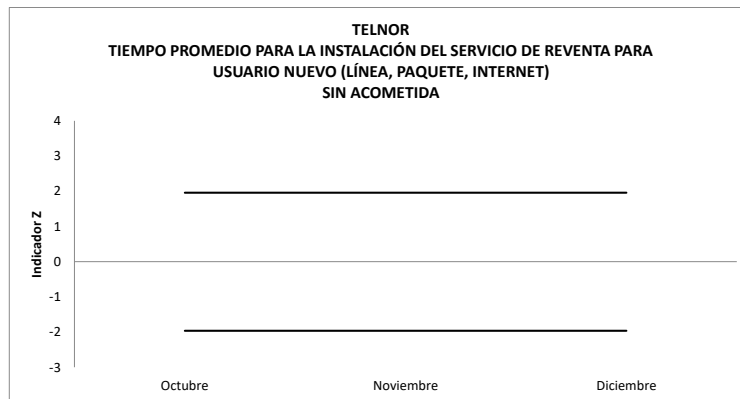 TELNOR
TIEMPO PROMEDIO PARA LA INSTALACIÓN DEL SERVICIO DE REVENTA PARA
USUARIO NUEVO (LÍNEA, PAQUETE, INTERNET)
SIN ACOMETIDA
Indicador Z
4
3
2
1
0
-1
-2
-3
Octubre Noviembre Diciembre